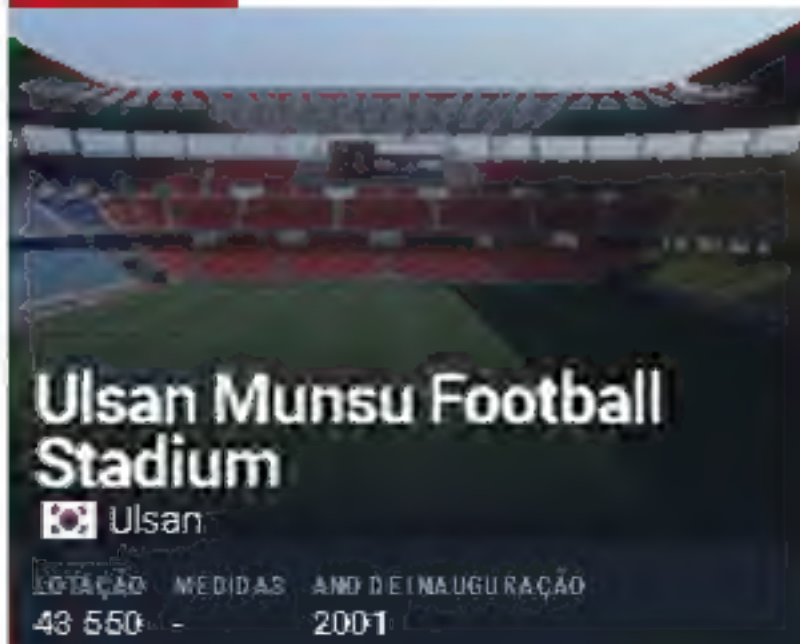 Ulsan Munsu Football
Stadium
Ulsan
LOTAÇÃO MEDIDAS ANO DE INAUGURAÇÃO
43 550 - 2001